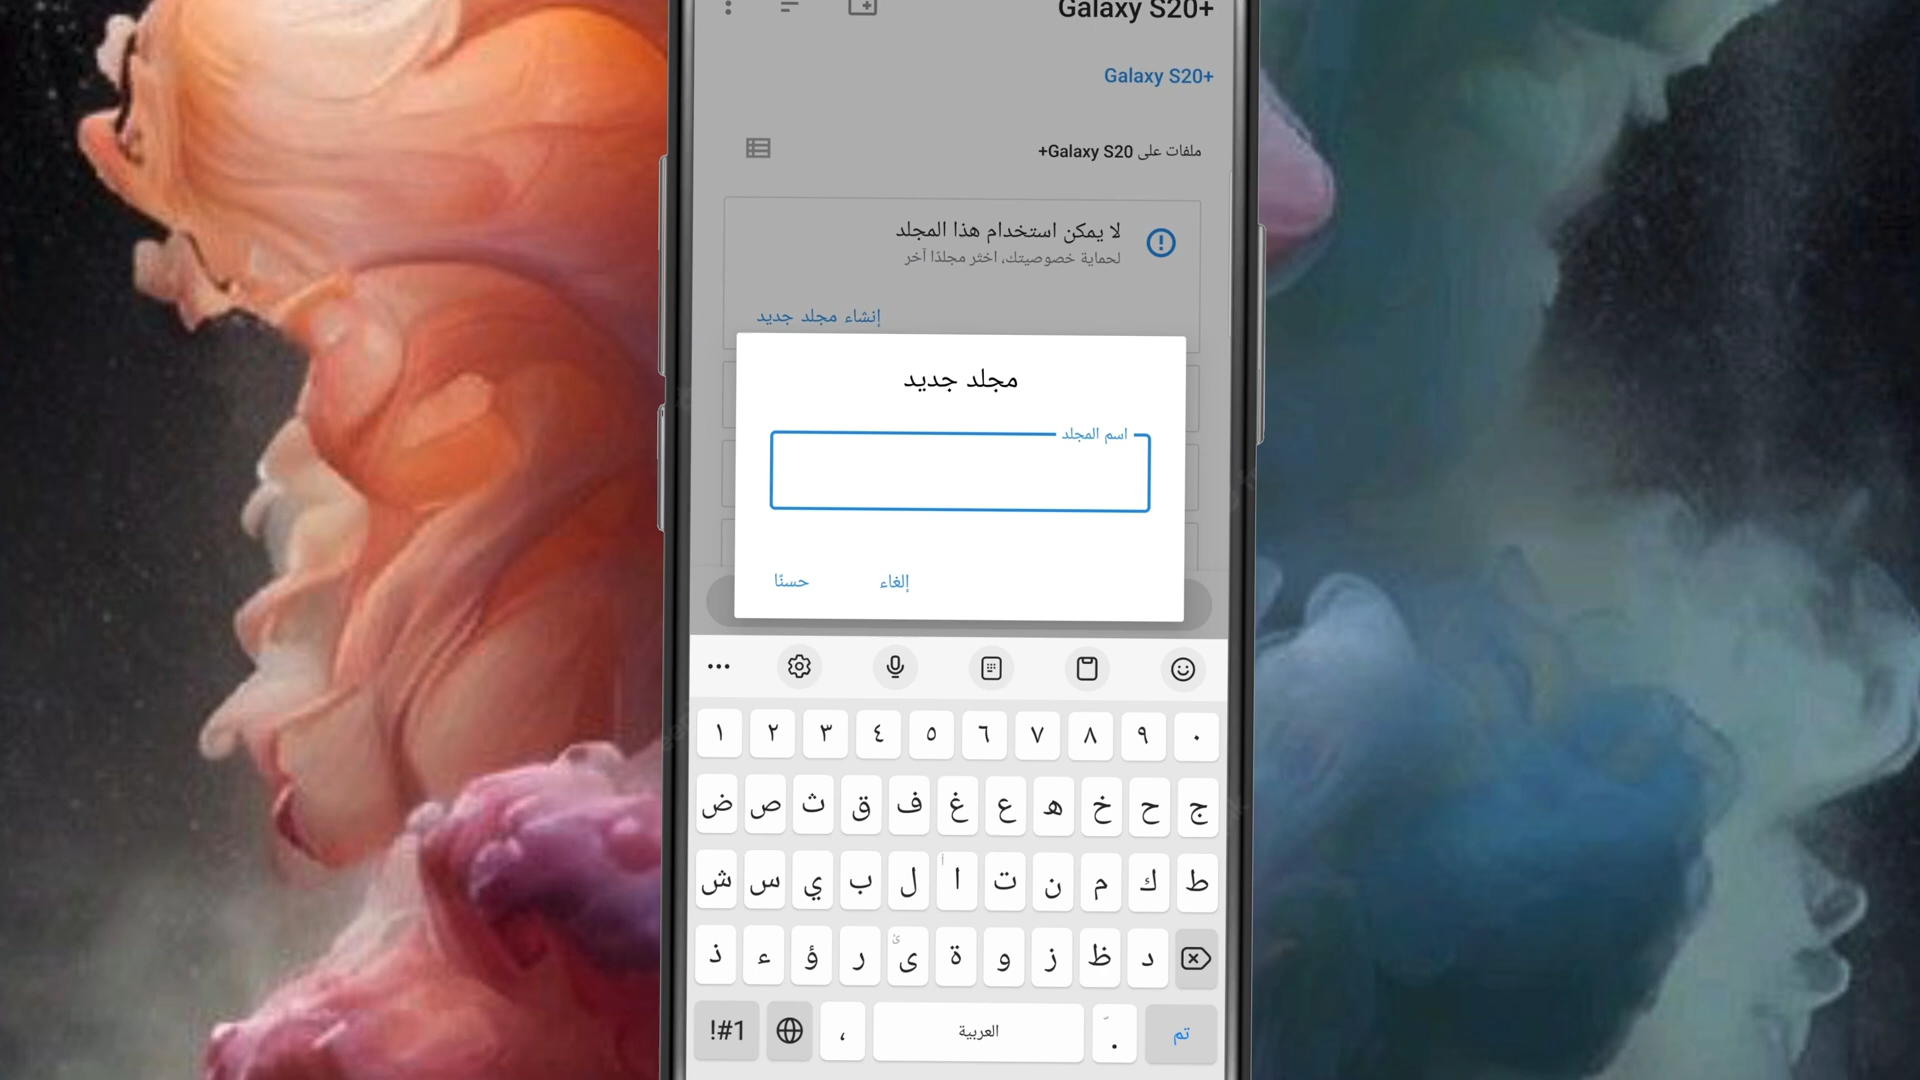 Galaxy S20+
Galaxy S20+
ملفات على Galaxy S20+
لا يمكن استخدام هذا المجلد
لحماية خصوصيتك، اختر مجلدًا آخر
إنشاء مجلد جديد
مجلد جديد
اسم المجلد
إلغاء حسنًا
١ ٢ ٣ ٤ ٥ ٦ ٧ ٨ ٩ ٠
ض ص ث ق ف غ ع ه خ ح ج
ش س ي ب ل ا ت ن م ك ط
ذ ء ؤ ر ى ة و ز ظ د
!#1 ، العربية . تم